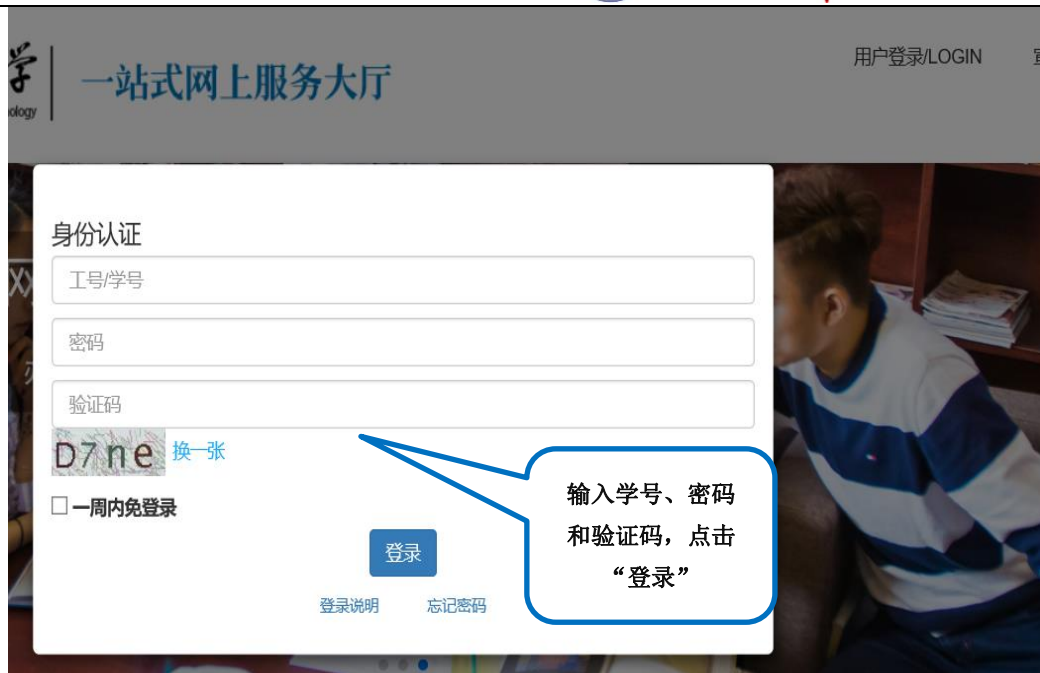 学
ology
一站式网上服务大厅
用户登录/LOGIN
身份认证
工号/学号
密码
验证码
D7ne 换一张
一周内免登录
登录
登录说明 忘记密码
输入学号、密码
和验证码，点击
“登录”